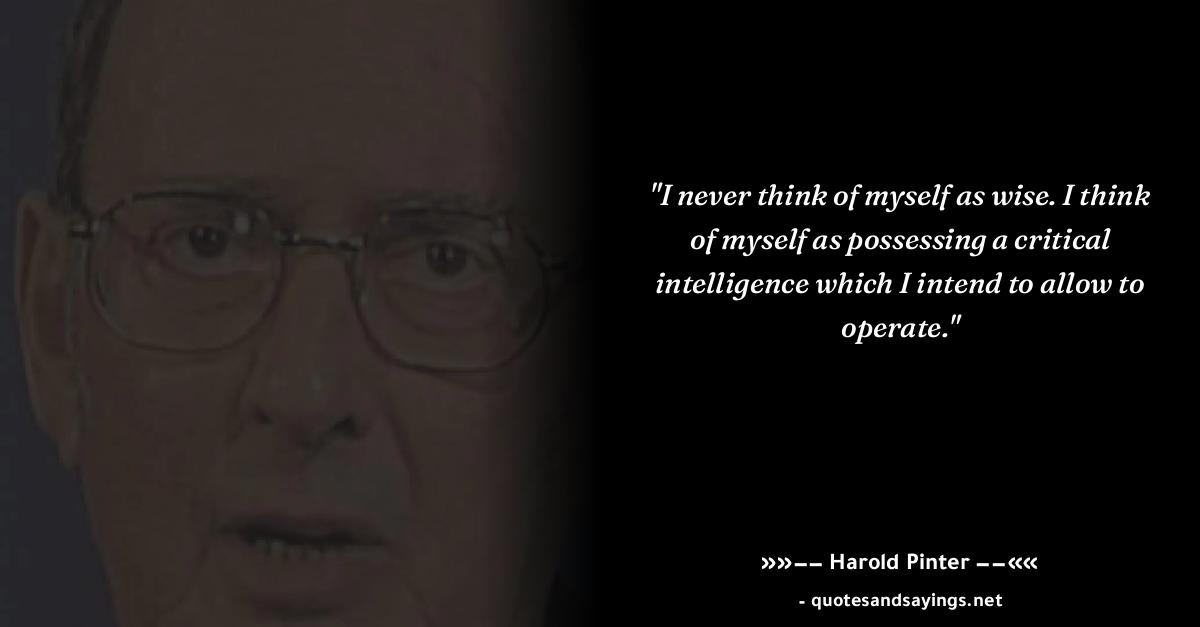 "I never think of myself as wise. I think
of myself as possessing a critical
intelligence which I intend to allow to
operate."
»»−− Harold Pinter −−««
- quotesandsayings.net